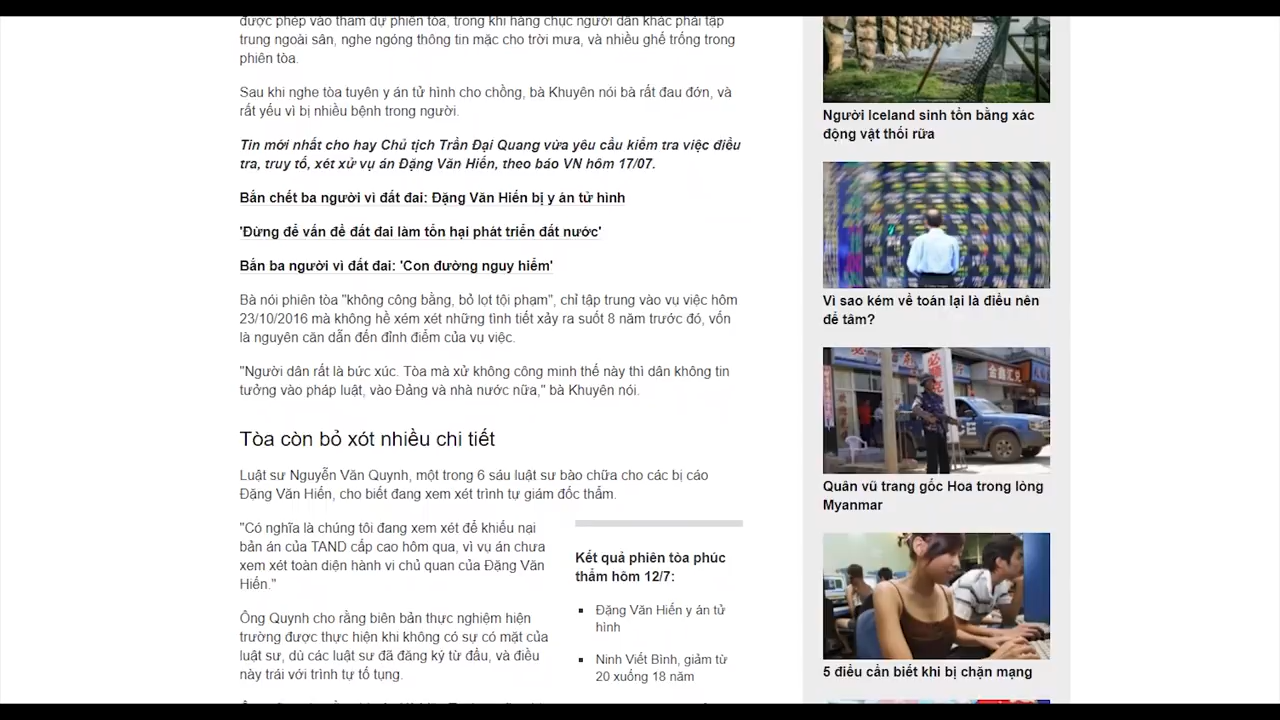 được phép vào tham dự phiên tòa, trong khi hàng chục người dân khác phải tập
trung ngoài sân, nghe ngóng thông tin mặc cho trời mưa, và nhiều ghế trống trong
phiên tòa.
Sau khi nghe tòa tuyên y án tử hình cho chồng, bà Khuyên nói bà rất đau đớn, và
rất yếu vì bị nhiều bệnh trong người.
Tin mới nhất cho hay Chủ tịch Trần Đại Quang vừa yêu cầu kiểm tra việc điều
tra, truy tố, xét xử vụ án Đặng Văn Hiến, theo báo VN hôm 17/07.
Bắn chết ba người vì đất đai: Đặng Văn Hiến bị y án tử hình
'Đừng để vấn đề đất đai làm tổn hại phát triển đất nước'
Bắn ba người vì đất đai: 'Con đường nguy hiểm'
Bà nói phiên tòa "không công bằng, bỏ lọt tội phạm", chỉ tập trung vào vụ việc hôm
23/10/2016 mà không hề xém xét những tình tiết xảy ra suốt 8 năm trước đó, vốn
là nguyên căn dẫn đến đỉnh điểm của vụ việc.
"Người dân rất là bức xúc. Tòa mà xử không công minh thế này thì dân không tin
tưởng vào pháp luật, vào Đảng và nhà nước nữa," bà Khuyên nói.
Tòa còn bỏ xót nhiều chi tiết
Luật sư Nguyễn Văn Quynh, một trong 6 sáu luật sư bào chữa cho các bị cáo
Đặng Văn Hiến, cho biết đang xem xét trình tự giám đốc thẩm.
"Có nghĩa là chúng tôi đang xem xét để khiếu nại
bản án của TAND cấp cao hôm qua, vì vụ án chưa
xem xét toàn diện hành vi chủ quan của Đặng Văn
Hiến."
Ông Quynh cho rằng biên bản thực nghiệm hiện
trường được thực hiện khi không có sự có mặt của
luật sư, dù các luật sư đã đăng ký từ đầu, và điều
này trái với trình tự tố tụng.
Kết quả phiên tòa phúc
thẩm hôm 12/7:
▪ Đặng Văn Hiến y án tử
hình
▪ Ninh Viết Bình, giảm từ
20 xuống 18 năm
Người Iceland sinh tồn bằng xác
động vật thối rữa
Vì sao kém về toán lại là điều nên
để tâm?
Quân vũ trang gốc Hoa trong lòng
Myanmar
5 điều cần biết khi bị chặn mạng